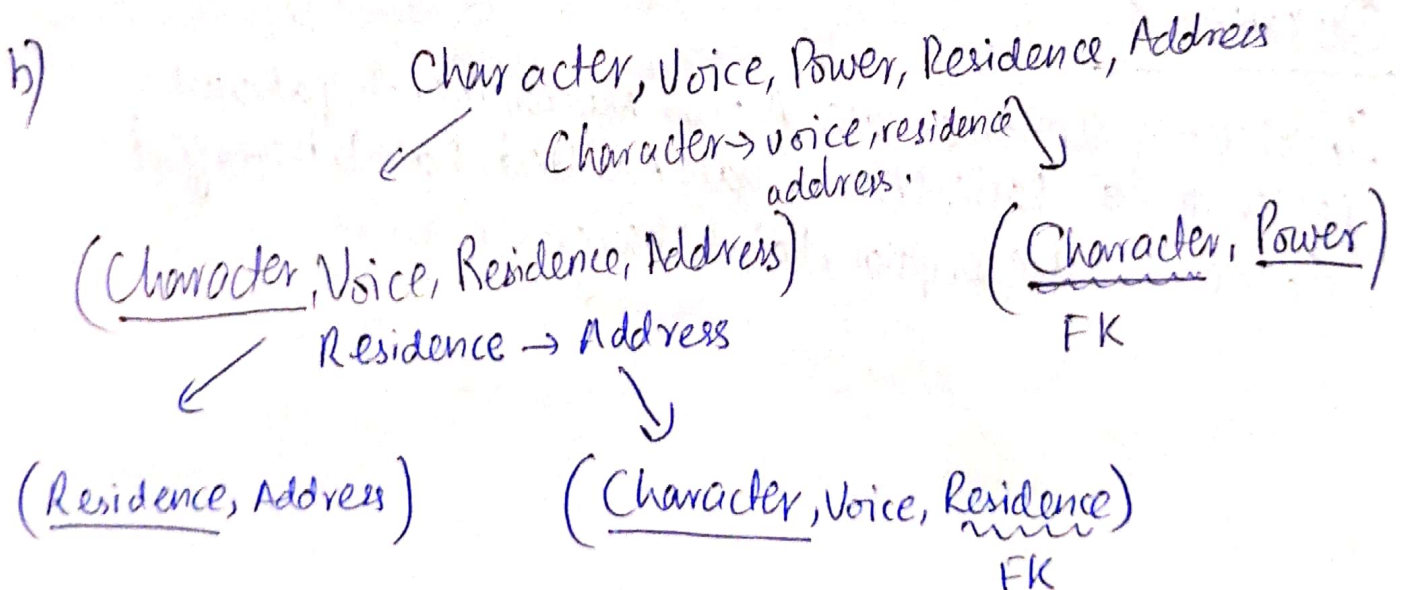 b)
Character, Voice, Power, Residence, Address
Character → voice, residence
address.
(Character, Voice, Residence, Address)
(Character, Power)
FK
Residence → Address
(Residence, Address)
(Character, Voice, Residence)
FK